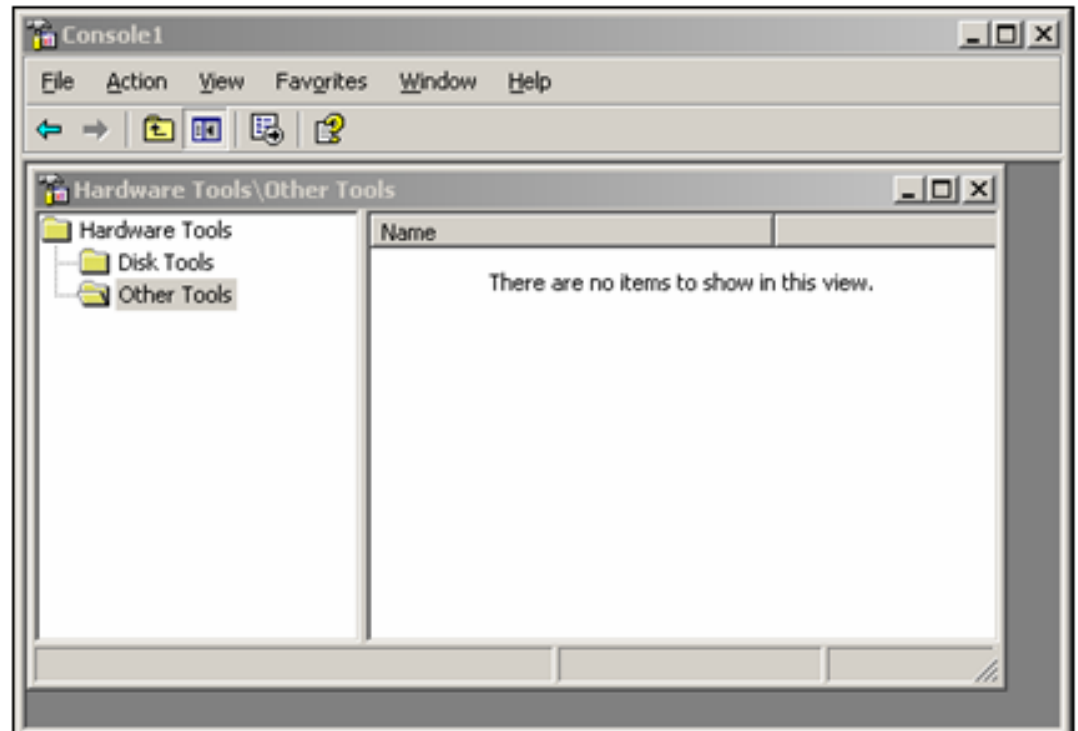 Console1
File Action View Favorites Window Help
Hardware Tools\Other Tools
Hardware Tools
Disk Tools
Other Tools
Name
There are no items to show in this view.